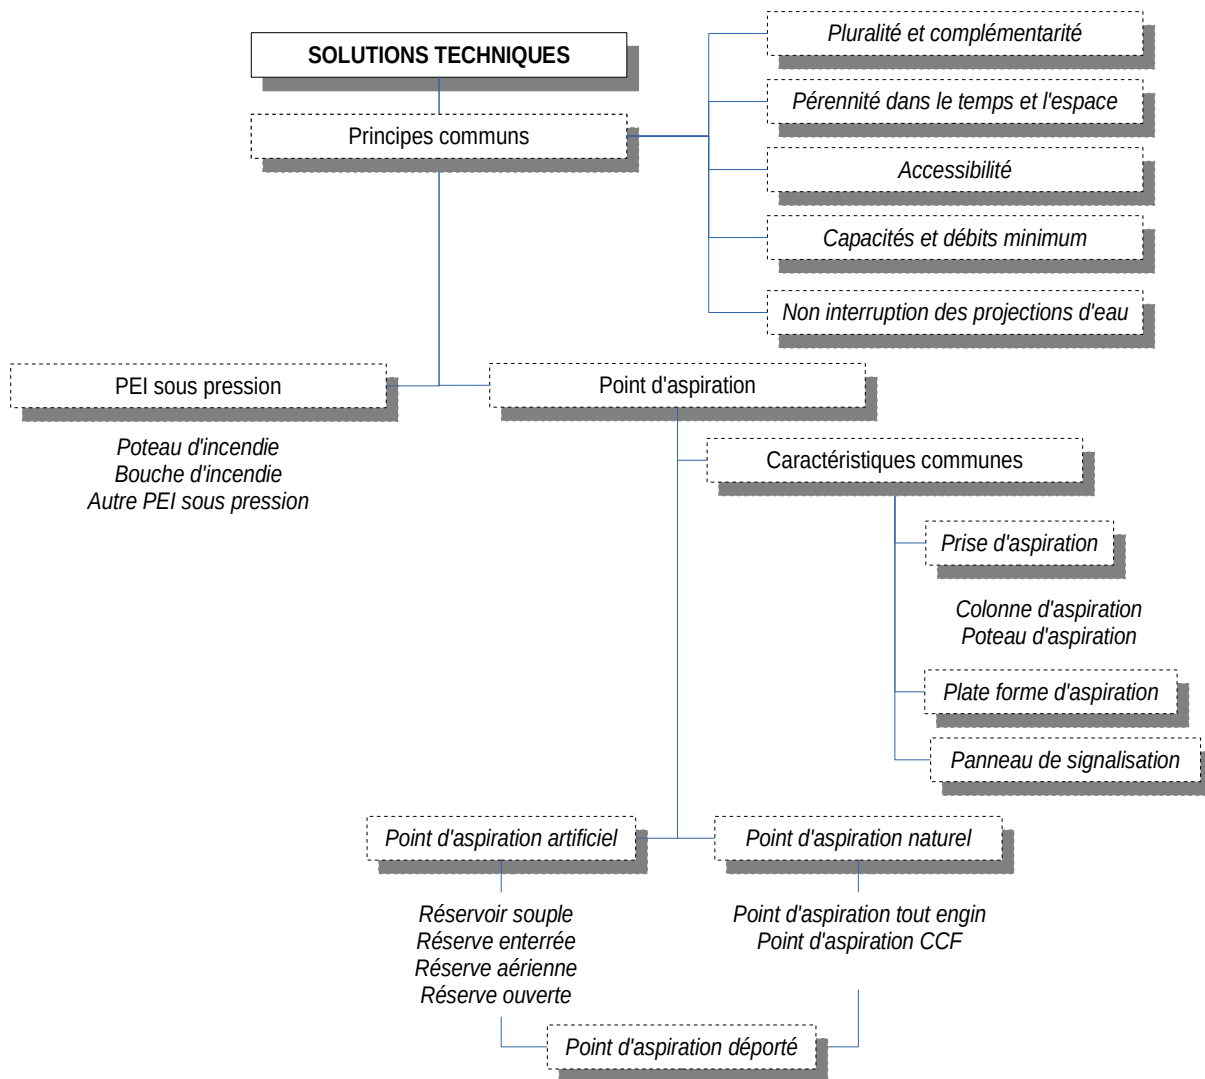 SOLUTIONS TECHNIQUES
Principes communs
Pluralité et complémentarité
Pérennité dans le temps et l'espace
Accessibilité
Capacités et débits minimum
Non interruption des projections d'eau
PEI sous pression
Poteau d'incendie
Bouche d'incendie
Autre PEI sous pression
Point d'aspiration
Caractéristiques communes
Prise d'aspiration
Colonne d'aspiration
Poteau d'aspiration
Plate forme d'aspiration
Panneau de signalisation
Point d'aspiration artificiel
Réservoir souple
Réserve enterrée
Réserve aérienne
Réserve ouverte
Point d'aspiration naturel
Point d'aspiration tout engin
Point d'aspiration CCF
Point d'aspiration déporté